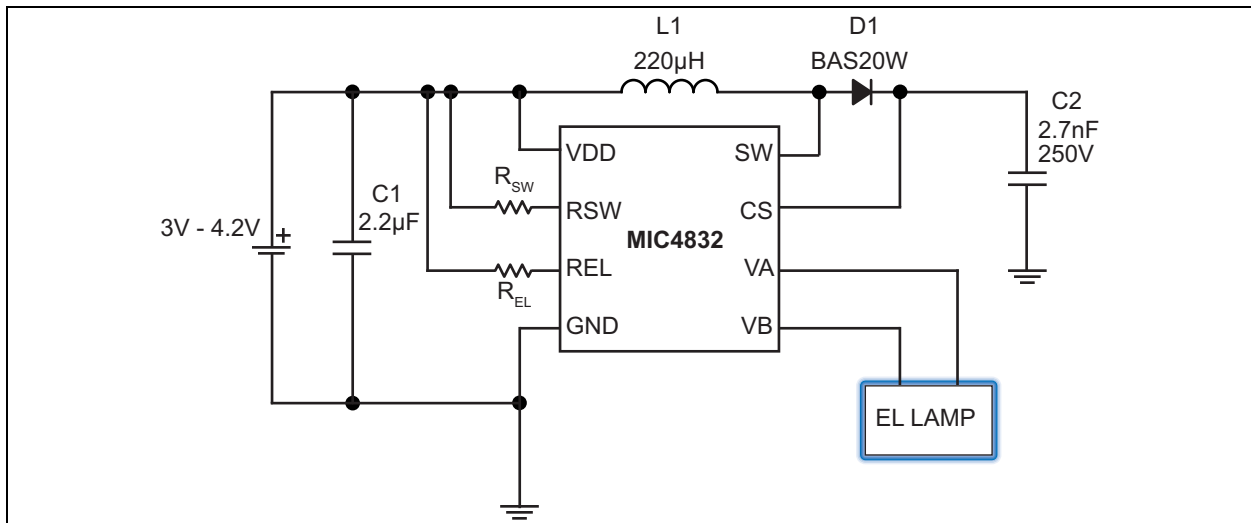 L1
220µH
D1
BAS20W
C2
2.7nF
250V
VDD
SW
R_SW
C1
2.2µF
RSW
CS
3V - 4.2V
+
MIC4832
REL
VA
R_EL
GND
VB
EL LAMP